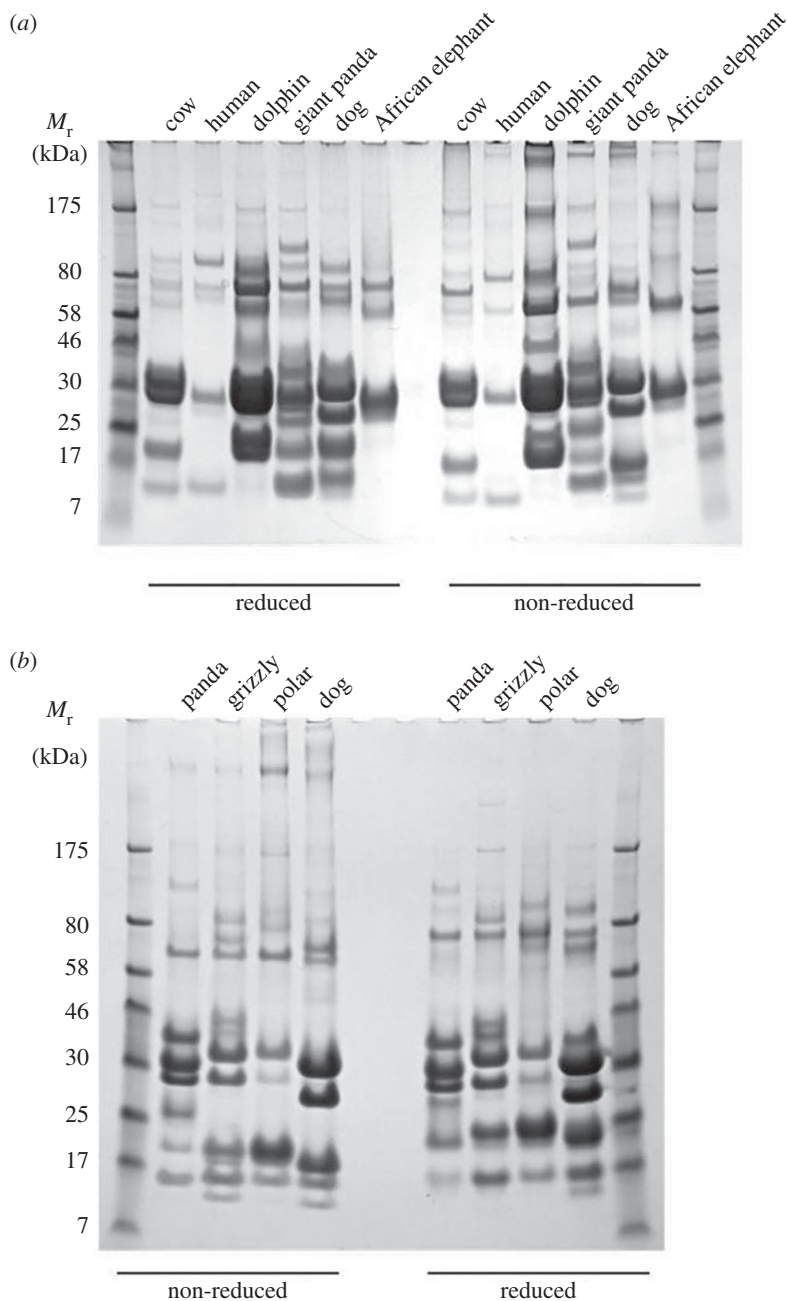 (a)
cow human dolphin giant panda dog African elephant cow human dolphin giant panda dog African elephant
Mr
(kDa)
175
80
58
46
30
25
17
7
reduced non-reduced
(b)
panda grizzly polar dog panda grizzly polar dog
Mr
(kDa)
175
80
58
46
30
25
17
7
non-reduced reduced